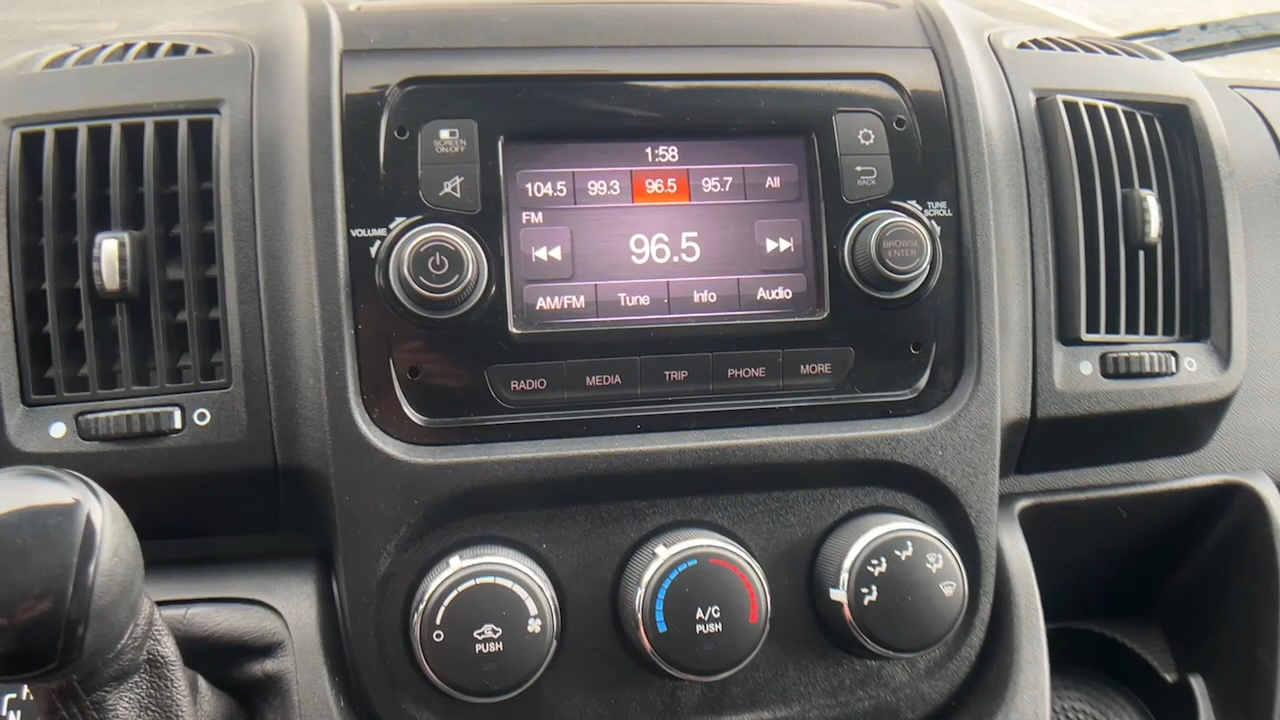 SCREEN
ON/OFF
1:58
104.5 99.3 96.5 95.7 All
FM
96.5
AM/FM Tune Info Audio
BACK
VOLUME
TUNE
SCROLL
BROWSE
ENTER
RADIO MEDIA TRIP PHONE MORE
PUSH
A/C
PUSH
N